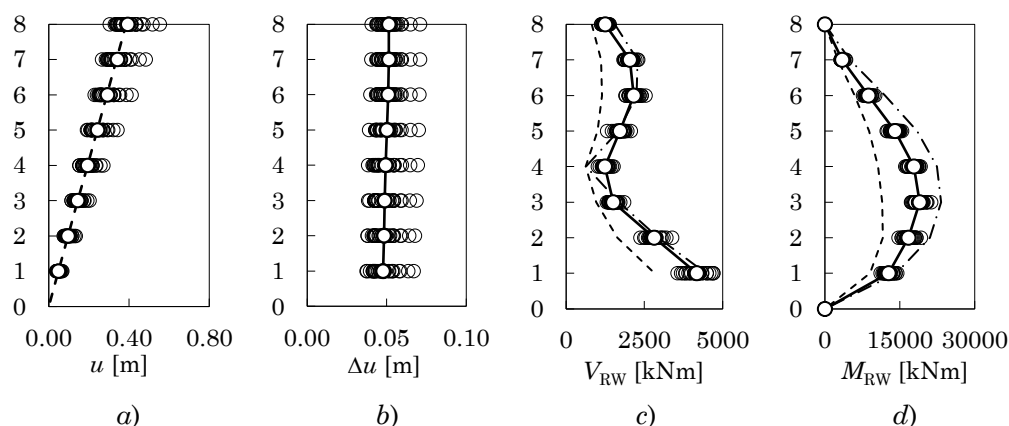 8 8 8 8
7 7 7 7
6 6 6 6
5 5 5 5
4 4 4 4
3 3 3 3
2 2 2 2
1 1 1 1
0 0 0 0
0.00 0.40 0.80 0.00 0.05 0.10 0 2500 5000 0 15000 30000
u [m] Δu [m] V_RW [kNm] M_RW [kNm]
a) b) c) d)